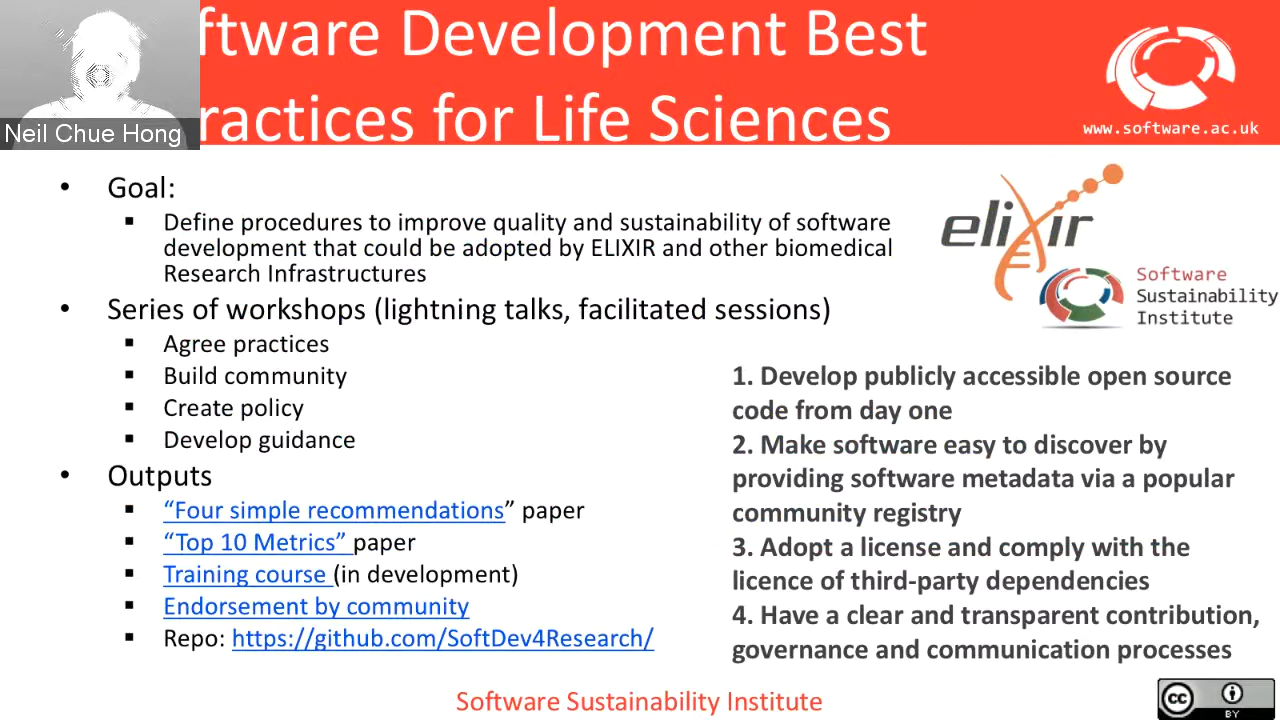 ftware Development Best
ractices for Life Sciences
www.software.ac.uk
Neil Chue Hong
• Goal:
▪ Define procedures to improve quality and sustainability of software
development that could be adopted by ELIXIR and other biomedical
Research Infrastructures
• Series of workshops (lightning talks, facilitated sessions)
▪ Agree practices
▪ Build community
▪ Create policy
▪ Develop guidance
• Outputs
▪ “Four simple recommendations” paper
▪ “Top 10 Metrics” paper
▪ Training course (in development)
▪ Endorsement by community
▪ Repo: https://github.com/SoftDev4Research/
elixir
Software
Sustainability
Institute
1. Develop publicly accessible open source
code from day one
2. Make software easy to discover by
providing software metadata via a popular
community registry
3. Adopt a license and comply with the
licence of third-party dependencies
4. Have a clear and transparent contribution,
governance and communication processes
Software Sustainability Institute
cc
BY